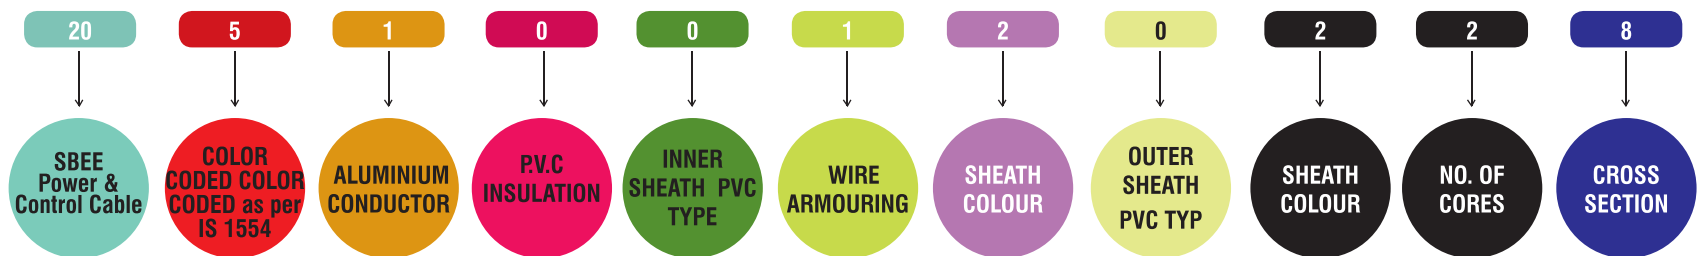 20 5 1 0 0 1 2 0 2 2 8
SBEE
Power &
Control Cable
COLOR
CODED COLOR
CODED as per
IS 1554
ALUMINIUM
CONDUCTOR
P.V.C
INSULATION
INNER
SHEATH PVC
TYPE
WIRE
ARMOURING
SHEATH
COLOUR
OUTER
SHEATH
PVC TYP
SHEATH
COLOUR
NO. OF
CORES
CROSS
SECTION